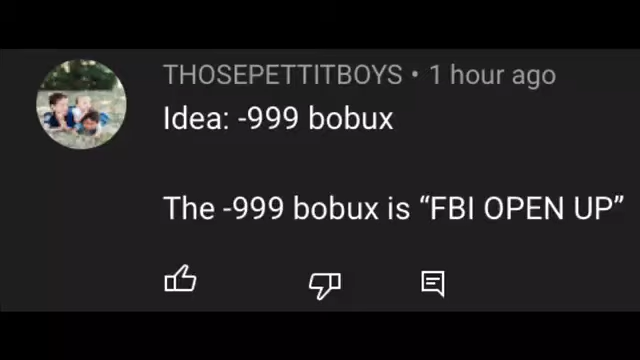 THOSEPETTITBOYS • 1 hour ago
Idea: -999 bobux
The -999 bobux is “FBI OPEN UP”